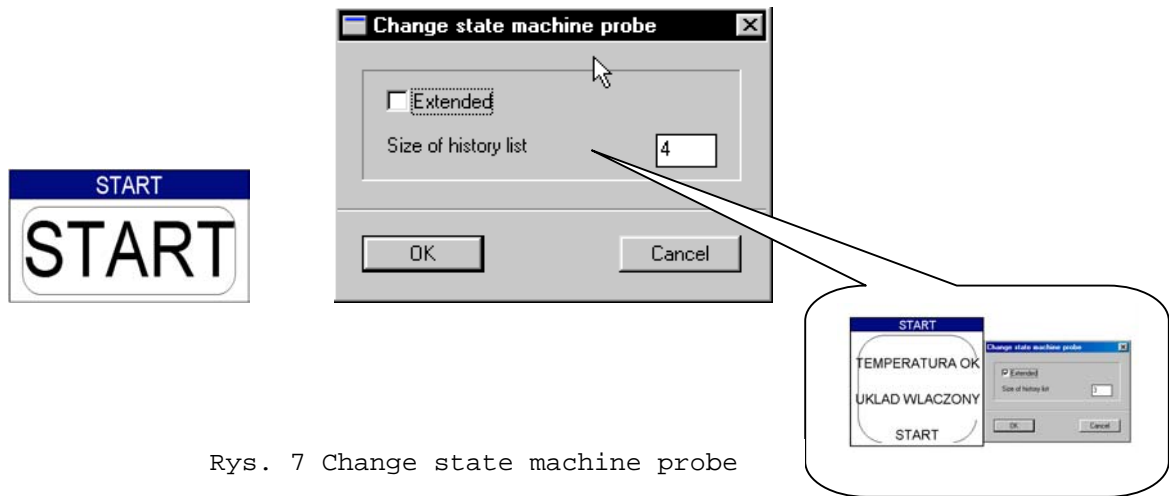 Change state machine probe
Extended
Size of history list 4
OK Cancel
START
START
START
TEMPERATURA OK
UKLAD WLACZONY
START
Change state machine probe
Extended
Size of history list 3
OK Cancel
Rys. 7 Change state machine probe